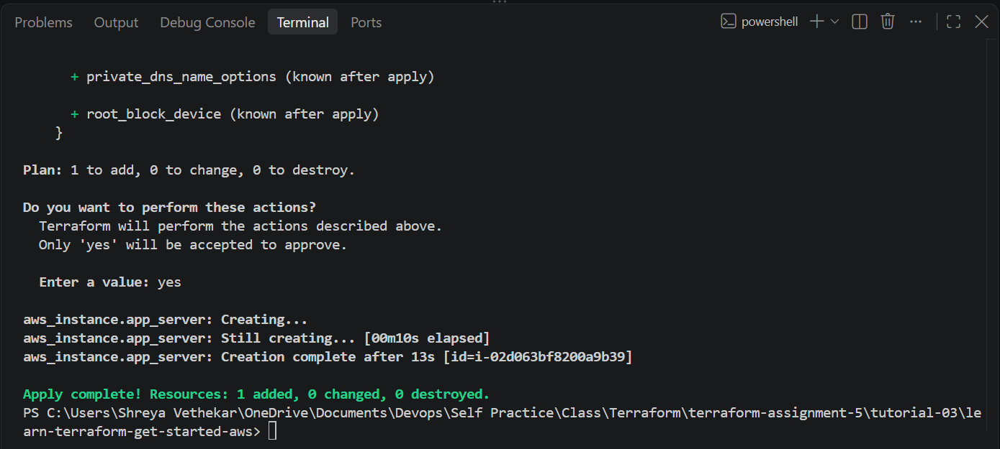 Problems Output Debug Console Terminal Ports powershell
+ private_dns_name_options (known after apply)
+ root_block_device (known after apply)
}
Plan: 1 to add, 0 to change, 0 to destroy.
Do you want to perform these actions?
Terraform will perform the actions described above.
Only 'yes' will be accepted to approve.
Enter a value: yes
aws_instance.app_server: Creating...
aws_instance.app_server: Still creating... [00m10s elapsed]
aws_instance.app_server: Creation complete after 13s [id=i-02d063bf8200a9b39]
Apply complete! Resources: 1 added, 0 changed, 0 destroyed.
PS C:\Users\Shreya Vethekar\OneDrive\Documents\Devops\Self Practice\Class\Terraform\terraform-assignment-5\tutorial-03\le
arn-terraform-get-started-aws>